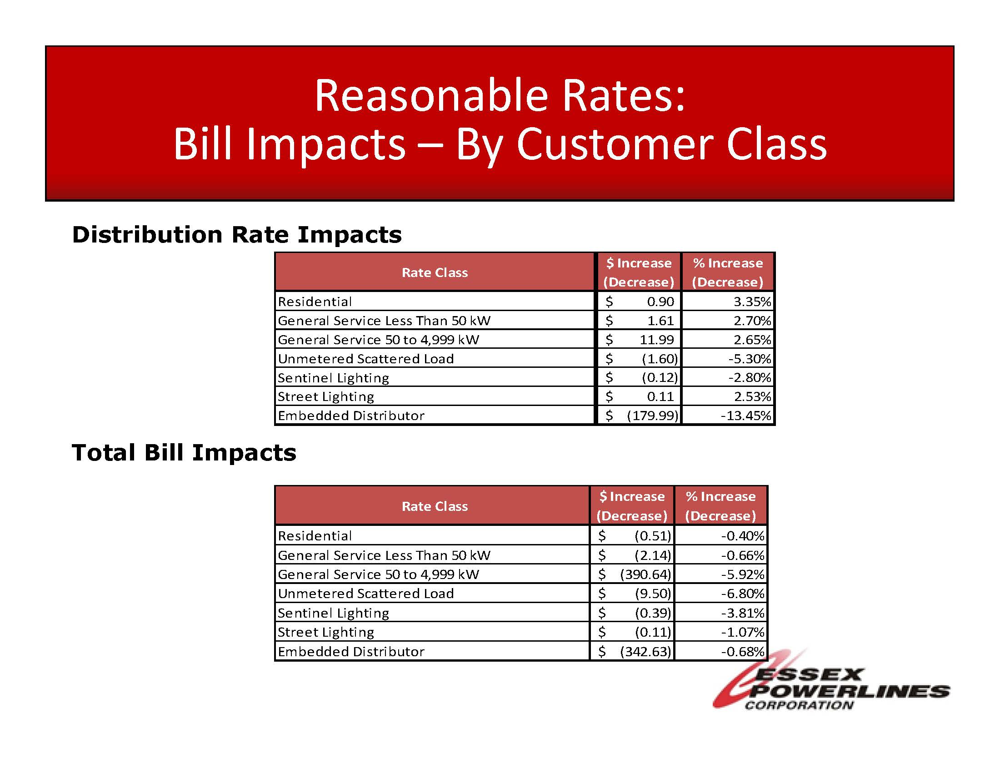 Reasonable Rates:
Bill Impacts – By Customer Class
Distribution Rate Impacts
Rate Class $ Increase (Decrease) % Increase (Decrease)
Residential $ 0.90 3.35%
General Service Less Than 50 kW $ 1.61 2.70%
General Service 50 to 4,999 kW $ 11.99 2.65%
Unmetered Scattered Load $ (1.60) -5.30%
Sentinel Lighting $ (0.12) -2.80%
Street Lighting $ 0.11 2.53%
Embedded Distributor $ (179.99) -13.45%
Total Bill Impacts
Rate Class $ Increase (Decrease) % Increase (Decrease)
Residential $ (0.51) -0.40%
General Service Less Than 50 kW $ (2.14) -0.66%
General Service 50 to 4,999 kW $ (390.64) -5.92%
Unmetered Scattered Load $ (9.50) -6.80%
Sentinel Lighting $ (0.39) -3.81%
Street Lighting $ (0.11) -1.07%
Embedded Distributor $ (342.63) -0.68%
ESSEX
POWERLINES
CORPORATION